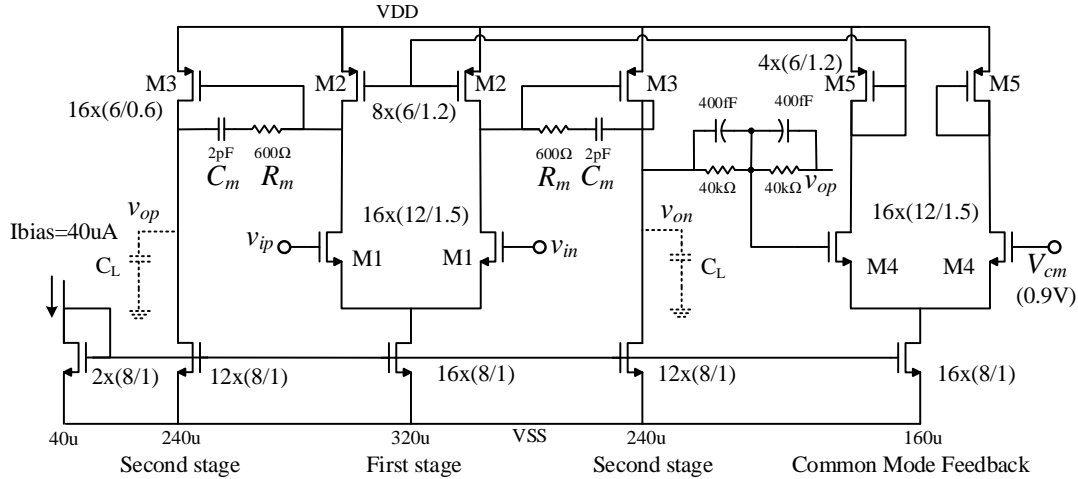 VDD
M3
M2
M2
M3
4x(6/1.2)
M5
M5
16x(6/0.6)
8x(6/1.2)
400fF
400fF
2pF
600Ω
600Ω
2pF
C_m
R_m
R_m
C_m
40kΩ
40kΩ
v_op
v_op
16x(12/1.5)
v_on
16x(12/1.5)
Ibias=40uA
v_ip
v_in
C_L
M1
M1
C_L
M4
M4
V_cm
(0.9V)
2x(8/1)
12x(8/1)
16x(8/1)
12x(8/1)
16x(8/1)
40u
240u
320u
VSS
240u
160u
Second stage
First stage
Second stage
Common Mode Feedback